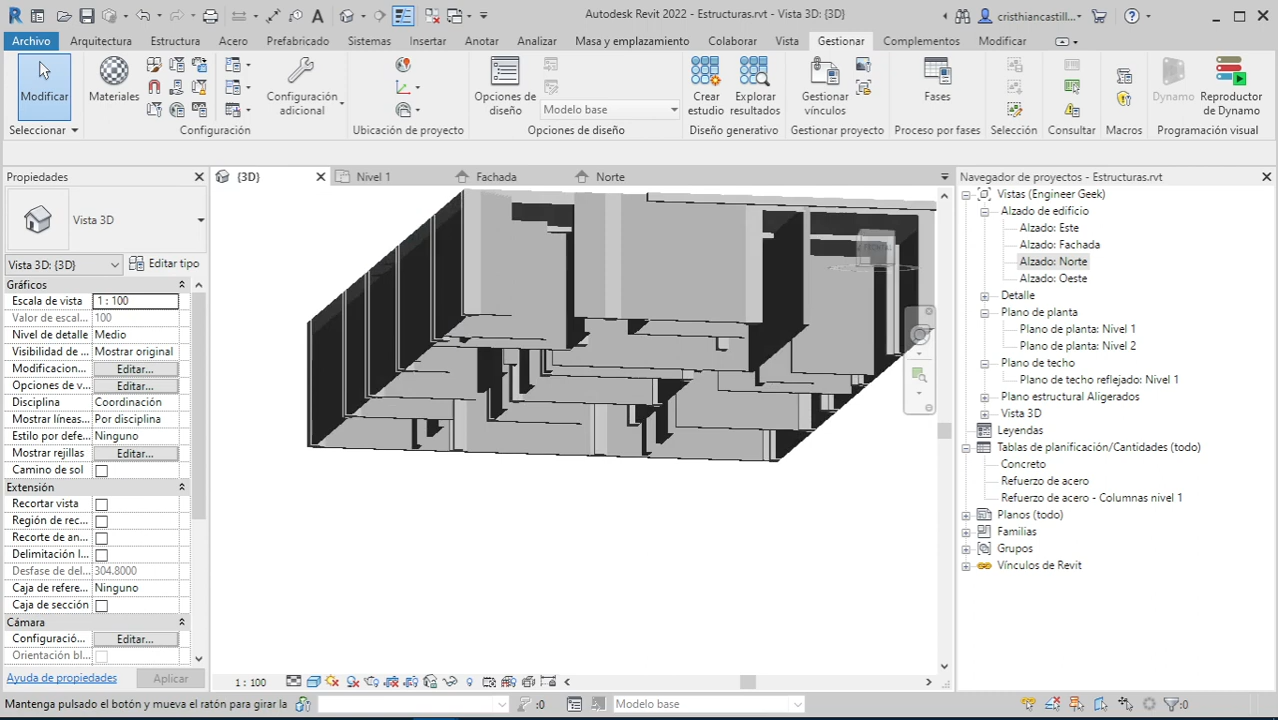 Autodesk Revit 2022 - Estructuras.rvt - Vista 3D: {3D}
cristhiancastill...
Archivo
Arquitectura
Estructura
Acero
Prefabricado
Sistemas
Insertar
Anotar
Analizar
Masa y emplazamiento
Colaborar
Vista
Gestionar
Complementos
Modificar
Modificar
Materiales
Configuración
adicional
Opciones de
diseño
Modelo base
Crear
estudio
Explorar
resultados
Gestionar
vínculos
Fases
Dynamo
Reproductor
de Dynamo
Seleccionar
Configuración
Ubicación de proyecto
Opciones de diseño
Diseño generativo
Gestionar proyecto
Proceso por fases
Selección
Consultar
Macros
Programación visual
Propiedades
Vista 3D
Vista 3D: {3D}
Editar tipo
Gráficos
Escala de vista
1 : 100
Valor de escal...
100
Nivel de detalle
Medio
Visibilidad de ...
Mostrar original
Modificacion...
Editar...
Opciones de v...
Editar...
Disciplina
Coordinación
Mostrar líneas...
Por disciplina
Estilo por defe...
Ninguno
Mostrar rejillas
Editar...
Camino de sol
Extensión
Recortar vista
Región de rec...
Recorte de an...
Delimitación l...
Desfase de del...
304.8000
Caja de refere...
Ninguno
Caja de sección
Cámara
Configuració...
Editar...
Orientación bl...
Ayuda de propiedades
Aplicar
{3D}
Nivel 1
Fachada
Norte
FRONTAL
1 : 100
Navegador de proyectos - Estructuras.rvt
Vistas (Engineer Geek)
Alzado de edificio
Alzado: Este
Alzado: Fachada
Alzado: Norte
Alzado: Oeste
Detalle
Plano de planta
Plano de planta: Nivel 1
Plano de planta: Nivel 2
Plano de techo
Plano de techo reflejado: Nivel 1
Plano estructural Aligerados
Vista 3D
Leyendas
Tablas de planificación/Cantidades (todo)
Concreto
Refuerzo de acero
Refuerzo de acero - Columnas nivel 1
Planos (todo)
Familias
Grupos
Vínculos de Revit
Mantenga pulsado el botón y mueva el ratón para girar la
:0
Modelo base
:0